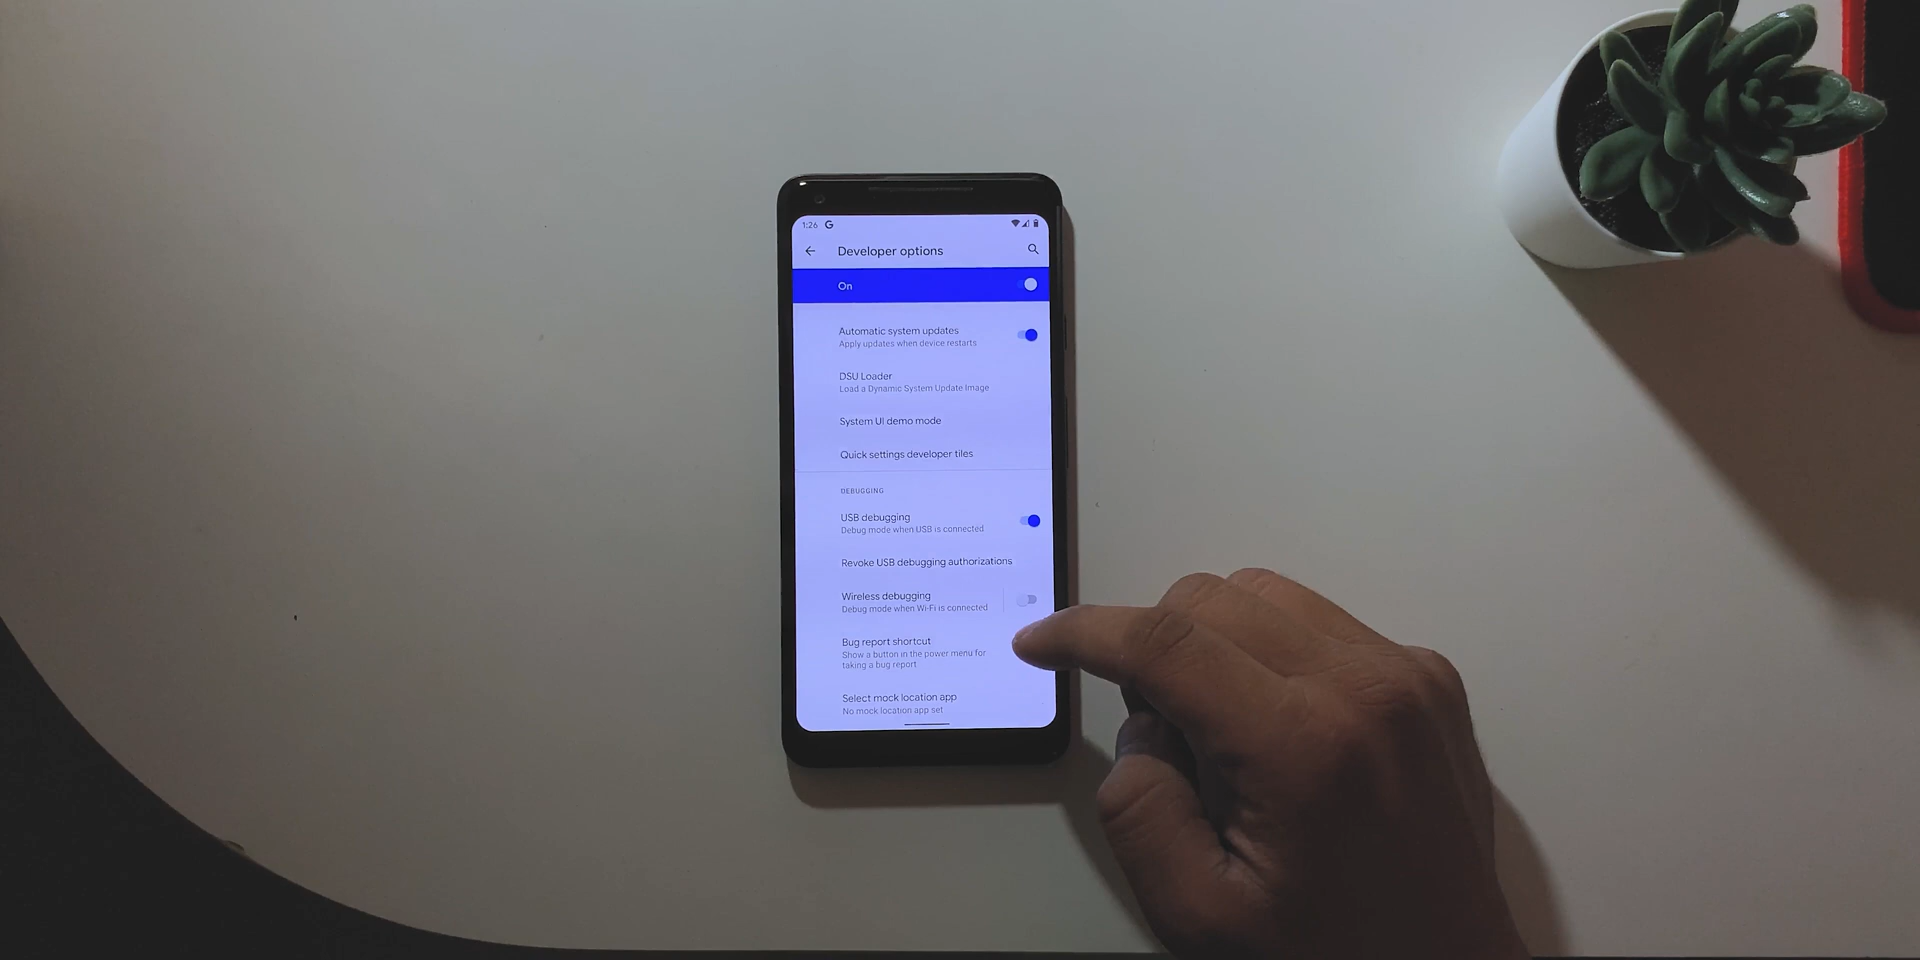 1:26 G
Developer options
On
Automatic system updates
Apply updates when device restarts
DSU Loader
Load a Dynamic System Update Image
System UI demo mode
Quick settings developer tiles
DEBUGGING
USB debugging
Debug mode when USB is connected
Revoke USB debugging authorizations
Wireless debugging
Debug mode when Wi-Fi is connected
Bug report shortcut
Show a button in the power menu for
taking a bug report
Select mock location app
No mock location app set